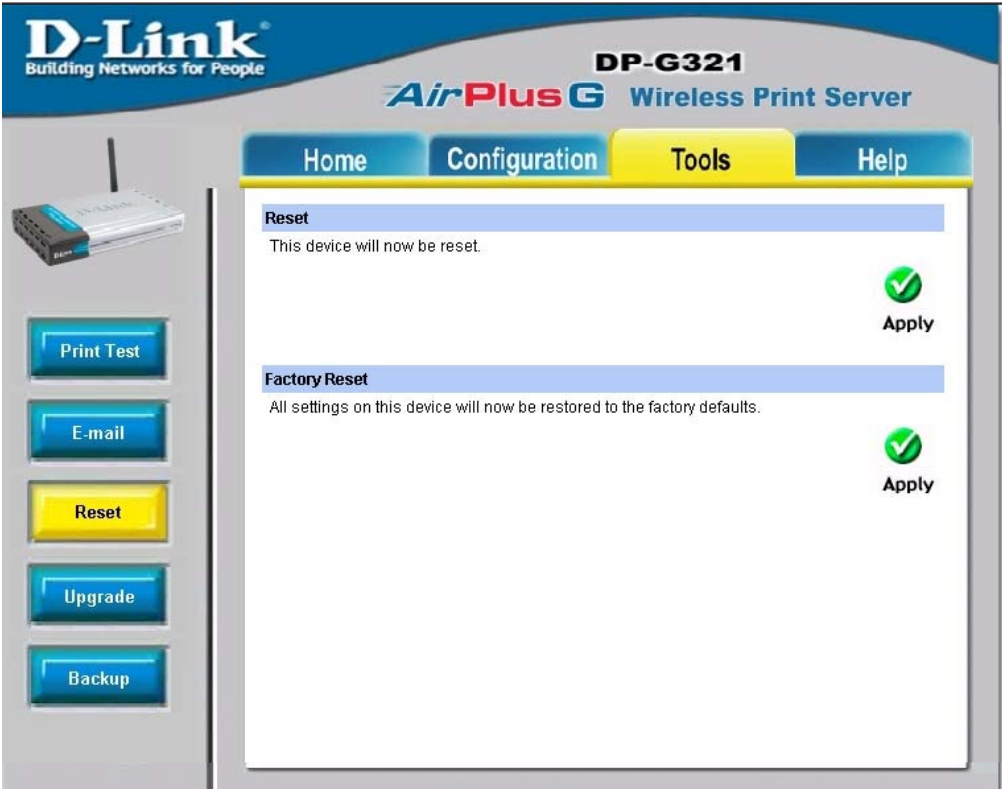 D-Link
Building Networks for People
DP-G321
AirPlus G Wireless Print Server
Home Configuration Tools Help
D-Link
Print Test
E-mail
Reset
Upgrade
Backup
Reset
This device will now be reset.
Apply
Factory Reset
All settings on this device will now be restored to the factory defaults.
Apply